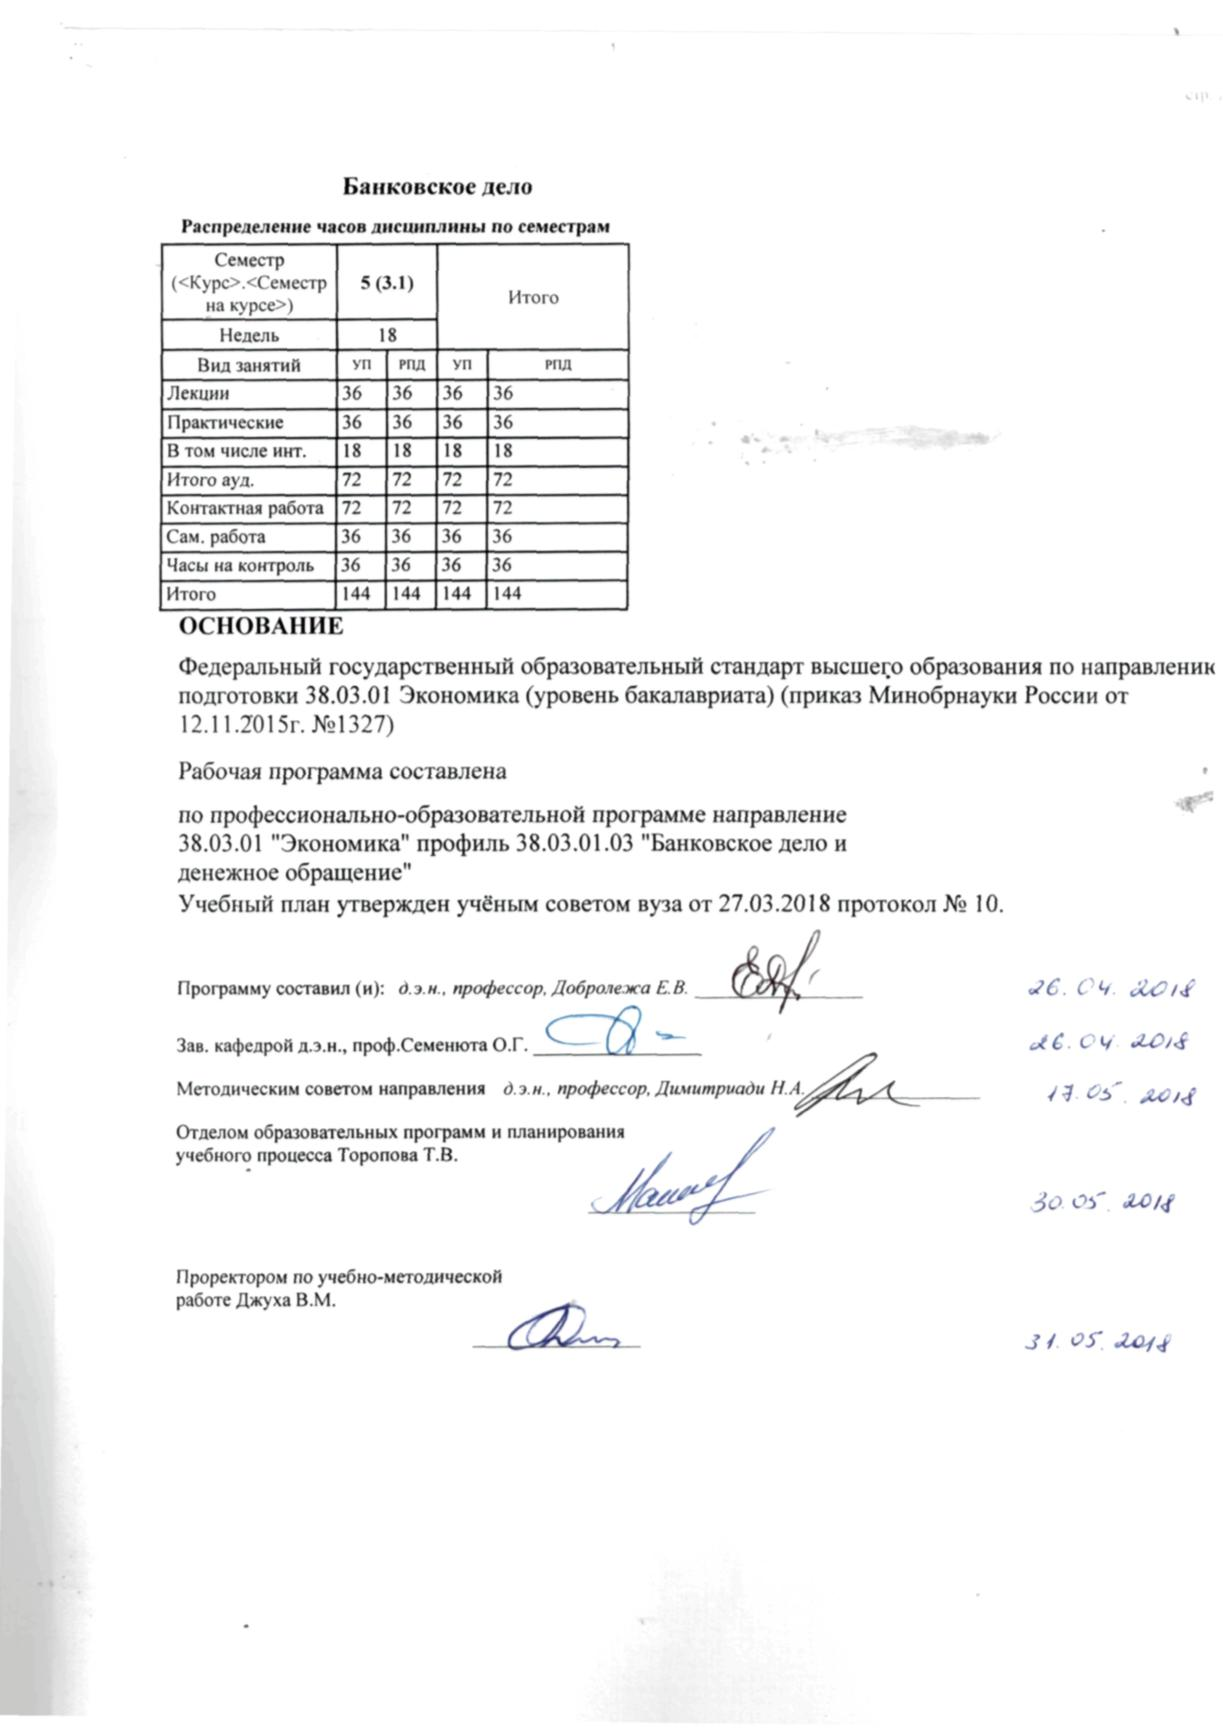 стр.
Банковское дело
Распределение часов дисциплины по семестрам
Семестр (<Курс>.<Семестр на курсе>) 5 (3.1) Итого
Недель 18
Вид занятий УП РПД УП РПД
Лекции 36 36 36 36
Практические 36 36 36 36
В том числе инт. 18 18 18 18
Итого ауд. 72 72 72 72
Контактная работа 72 72 72 72
Сам. работа 36 36 36 36
Часы на контроль 36 36 36 36
Итого 144 144 144 144
ОСНОВАНИЕ
Федеральный государственный образовательный стандарт высшего образования по
подготовки 38.03.01 Экономика (уровень бакалавриата) (приказ Минобрнауки России от
12.11.2015г. №1327)
Рабочая программа составлена
по профессионально-образовательной программе направление
38.03.01 "Экономика" профиль 38.03.01.03 "Банковское дело и
денежное обращение"
Учебный план утвержден учёным советом вуза от 27.03.2018 протокол № 10.
Программу составил (и): д.э.н., профессор, Добролежа Е.В. 26.04.2018
Зав. кафедрой д.э.н., проф.Семенюта О.Г. 26.04.2018
Методическим советом направления д.э.н., профессор, Димитриади Н.А. 17.05.2018
Отделом образовательных программ и планирования
учебного процесса Торопова Т.В.
30.05.2018
Проректором по учебно-методической
работе Джуха В.М.
31.05.2018